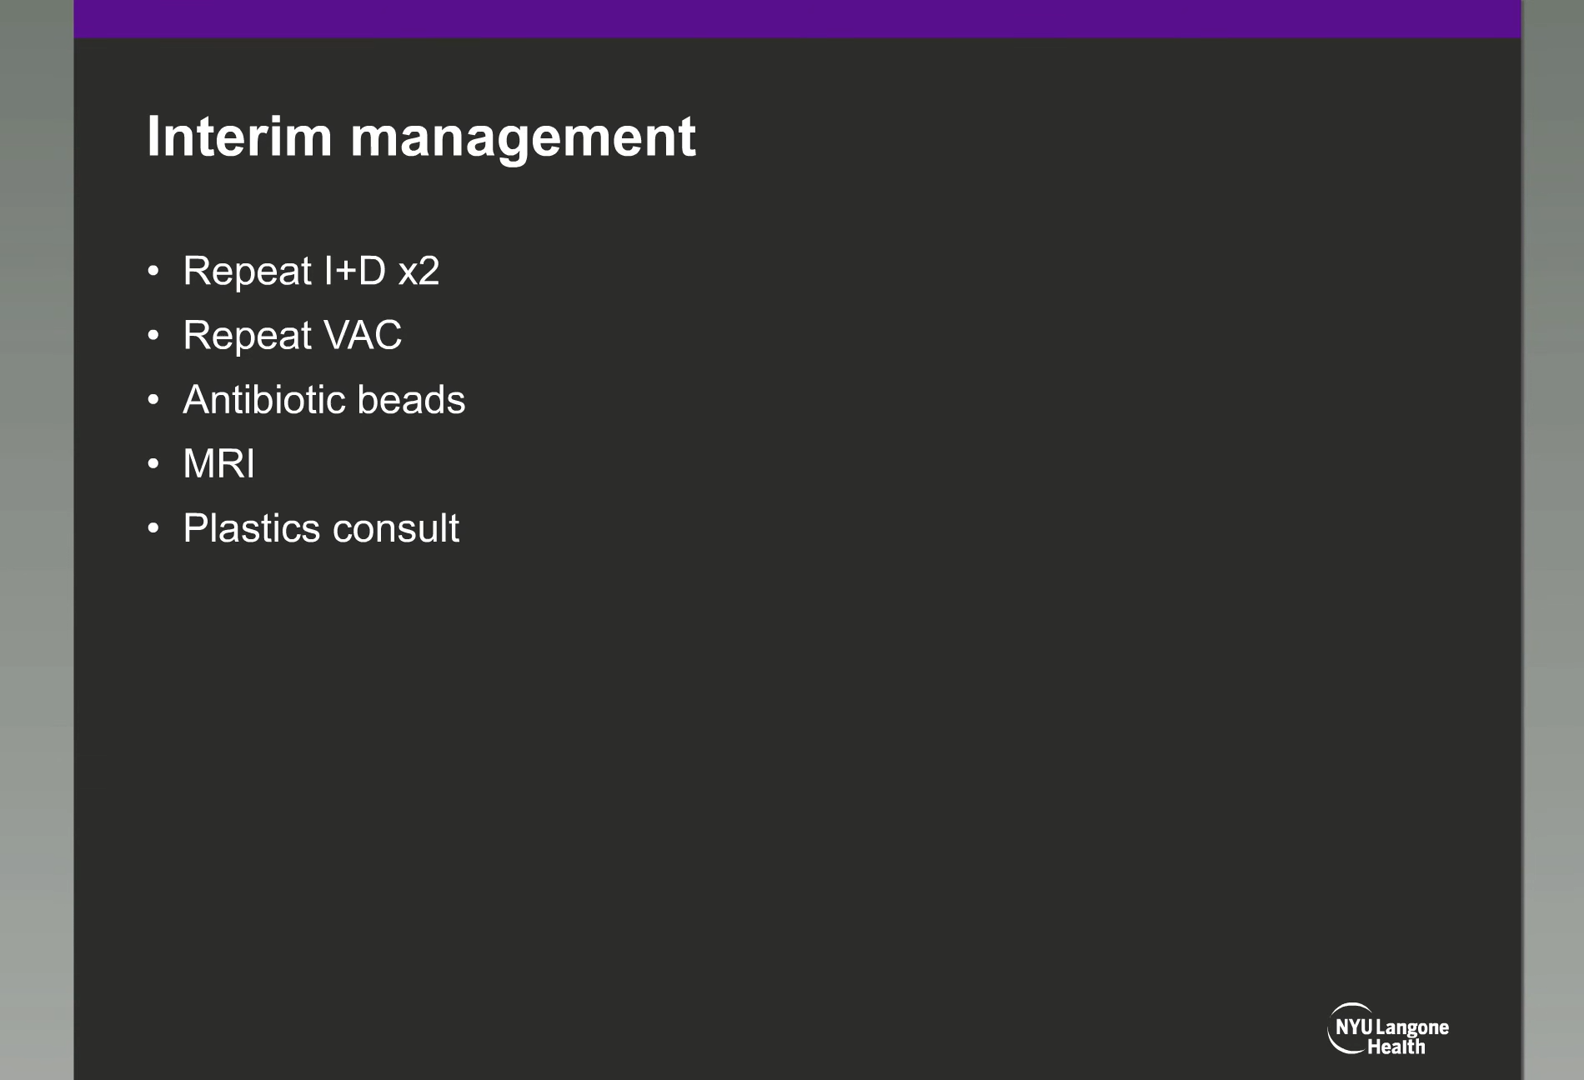 Interim management
• Repeat I+D x2
• Repeat VAC
• Antibiotic beads
• MRI
• Plastics consult
NYU Langone
Health